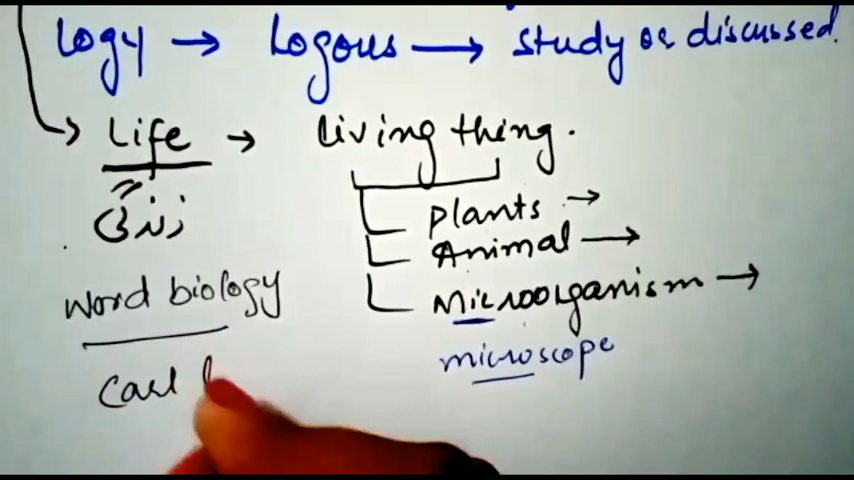 Logy → Logous → study or discussed.
Life → living thing.
زندگی
plants →
Animal →
Microorganism →
word biology
microscope
Carl